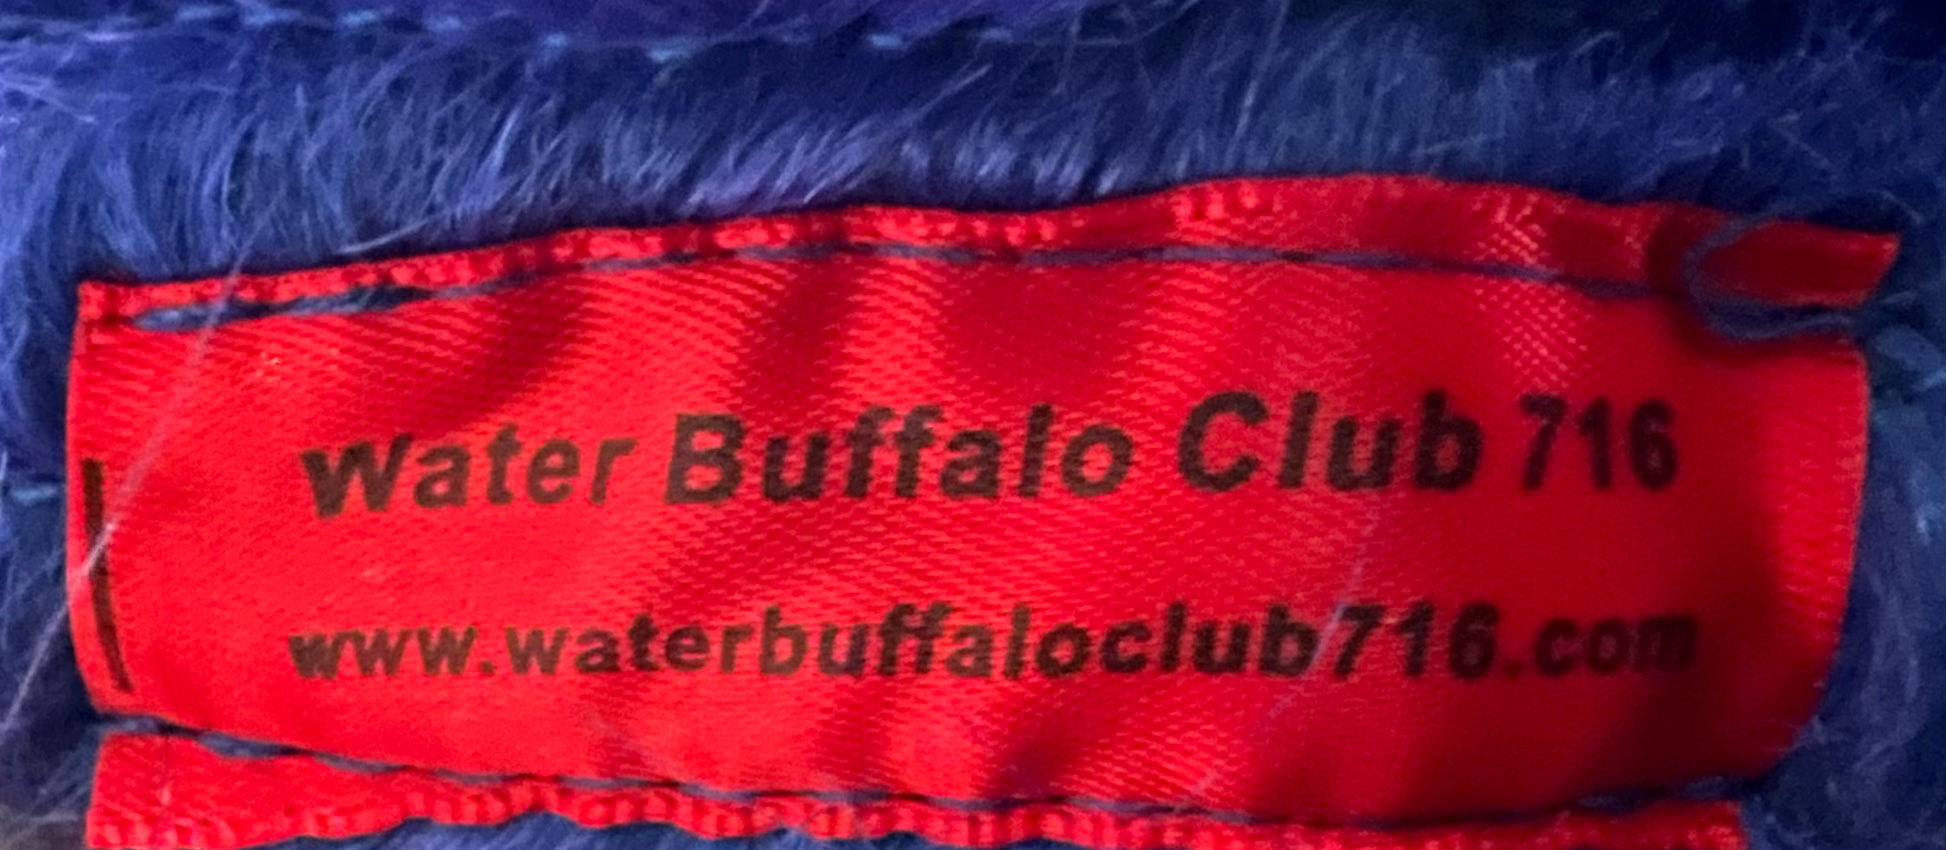 Water Buffalo Club 716
www.waterbuffaloclub716.com